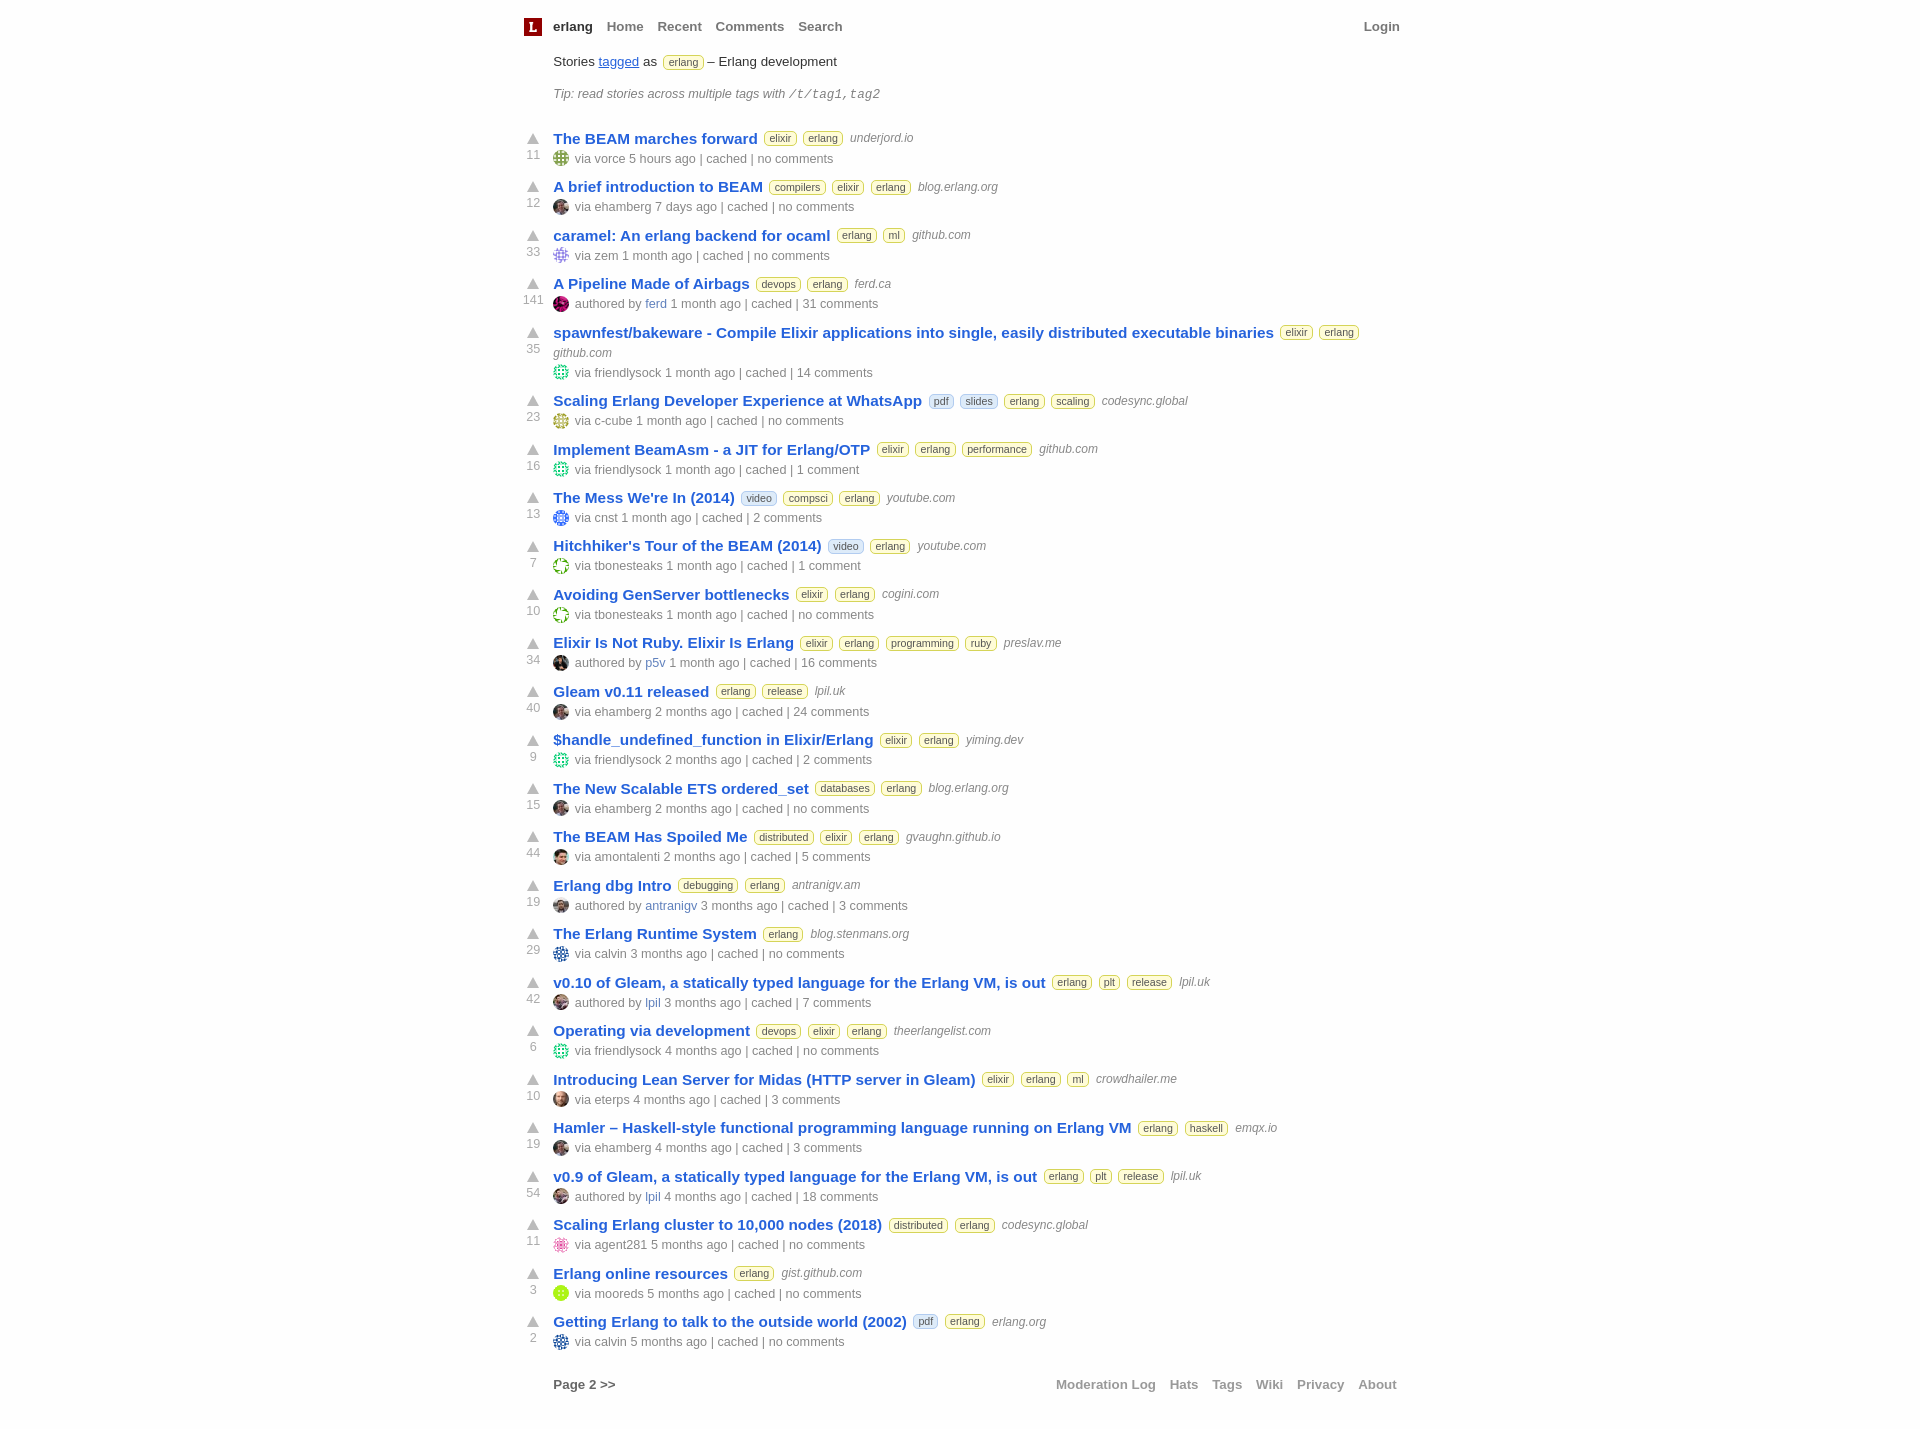 L erlang Home Recent Comments Search Login
Stories tagged as erlang – Erlang development
Tip: read stories across multiple tags with /t/tag1,tag2
The BEAM marches forward elixir erlang underjord.io
11 via vorce 5 hours ago | cached | no comments
A brief introduction to BEAM compilers elixir erlang blog.erlang.org
12 via ehamberg 7 days ago | cached | no comments
caramel: An erlang backend for ocaml erlang ml github.com
33 via zem 1 month ago | cached | no comments
A Pipeline Made of Airbags devops erlang ferd.ca
141 authored by ferd 1 month ago | cached | 31 comments
spawnfest/bakeware - Compile Elixir applications into single, easily distributed executable binaries elixir erlang
35 github.com
via friendlysock 1 month ago | cached | 14 comments
Scaling Erlang Developer Experience at WhatsApp pdf slides erlang scaling codesync.global
23 via c-cube 1 month ago | cached | no comments
Implement BeamAsm - a JIT for Erlang/OTP elixir erlang performance github.com
16 via friendlysock 1 month ago | cached | 1 comment
The Mess We're In (2014) video compsci erlang youtube.com
13 via cnst 1 month ago | cached | 2 comments
Hitchhiker's Tour of the BEAM (2014) video erlang youtube.com
7 via tbonesteaks 1 month ago | cached | 1 comment
Avoiding GenServer bottlenecks elixir erlang cogini.com
10 via tbonesteaks 1 month ago | cached | no comments
Elixir Is Not Ruby. Elixir Is Erlang elixir erlang programming ruby preslav.me
34 authored by p5v 1 month ago | cached | 16 comments
Gleam v0.11 released erlang release lpil.uk
40 via ehamberg 2 months ago | cached | 24 comments
$handle_undefined_function in Elixir/Erlang elixir erlang yiming.dev
9 via friendlysock 2 months ago | cached | 2 comments
The New Scalable ETS ordered_set databases erlang blog.erlang.org
15 via ehamberg 2 months ago | cached | no comments
The BEAM Has Spoiled Me distributed elixir erlang gvaughn.github.io
44 via amontalenti 2 months ago | cached | 5 comments
Erlang dbg Intro debugging erlang antranigv.am
19 authored by antranigv 3 months ago | cached | 3 comments
The Erlang Runtime System erlang blog.stenmans.org
29 via calvin 3 months ago | cached | no comments
v0.10 of Gleam, a statically typed language for the Erlang VM, is out erlang plt release lpil.uk
42 authored by lpil 3 months ago | cached | 7 comments
Operating via development devops elixir erlang theerlangelist.com
6 via friendlysock 4 months ago | cached | no comments
Introducing Lean Server for Midas (HTTP server in Gleam) elixir erlang ml crowdhailer.me
10 via eterps 4 months ago | cached | 3 comments
Hamler – Haskell-style functional programming language running on Erlang VM erlang haskell emqx.io
19 via ehamberg 4 months ago | cached | 3 comments
v0.9 of Gleam, a statically typed language for the Erlang VM, is out erlang plt release lpil.uk
54 authored by lpil 4 months ago | cached | 18 comments
Scaling Erlang cluster to 10,000 nodes (2018) distributed erlang codesync.global
11 via agent281 5 months ago | cached | no comments
Erlang online resources erlang gist.github.com
3 via mooreds 5 months ago | cached | no comments
Getting Erlang to talk to the outside world (2002) pdf erlang erlang.org
2 via calvin 5 months ago | cached | no comments
Page 2 >> Moderation Log Hats Tags Wiki Privacy About